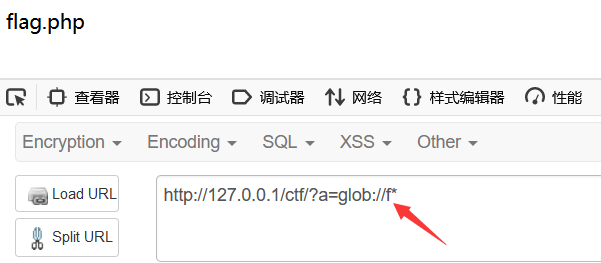 flag.php
查看器 控制台 调试器 网络 {} 样式编辑器 性能
Encryption Encoding SQL XSS Other
Load URL http://127.0.0.1/ctf/?a=glob://f*
Split URL